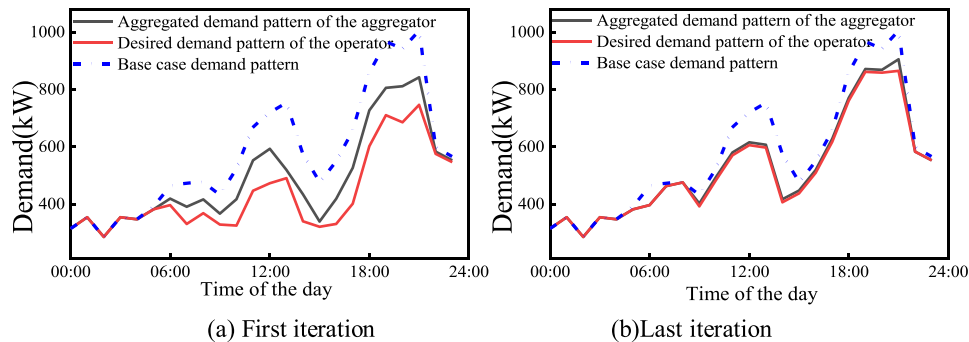 Aggregated demand pattern of the aggregator
Desired demand pattern of the operator
Base case demand pattern
1000
800
600
400
Demand(kW)
00:00 06:00 12:00 18:00 24:00
Time of the day
(a) First iteration
Aggregated demand pattern of the aggregator
Desired demand pattern of the operator
Base case demand pattern
1000
800
600
400
Demand(kW)
00:00 06:00 12:00 18:00 24:00
Time of the day
(b)Last iteration